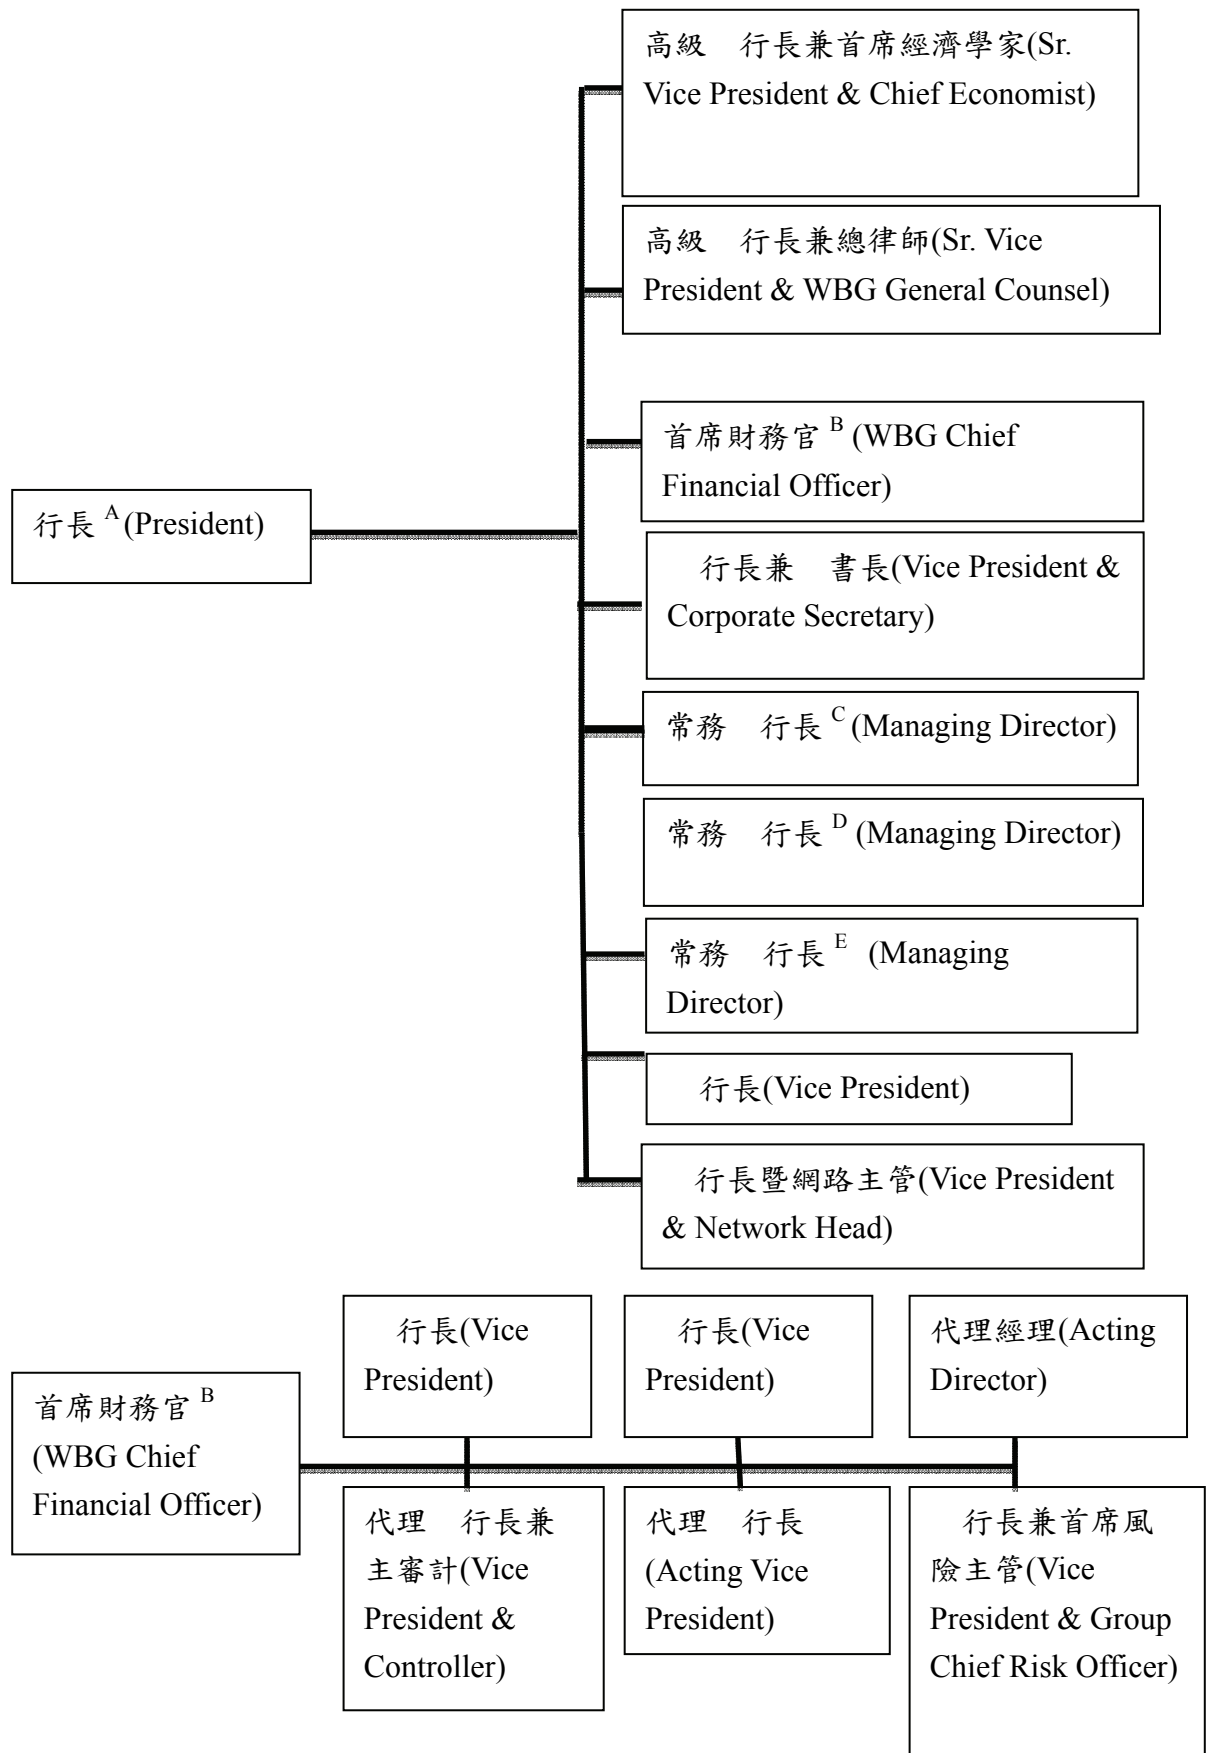 高級　行長兼首席經濟學家(Sr.
Vice President & Chief Economist)
高級　行長兼總律師(Sr. Vice
President & WBG General Counsel)
首席財務官 B (WBG Chief
Financial Officer)
行長 A (President)
行長兼　書長(Vice President &
Corporate Secretary)
常務　行長 C (Managing Director)
常務　行長 D (Managing Director)
常務　行長 E (Managing
Director)
行長(Vice President)
行長暨網路主管(Vice President
& Network Head)
首席財務官 B
(WBG Chief
Financial Officer)
行長(Vice
President)
行長(Vice
President)
代理經理(Acting
Director)
代理　行長兼
主審計(Vice
President &
Controller)
代理　行長
(Acting Vice
President)
行長兼首席風
險主管(Vice
President & Group
Chief Risk Officer)